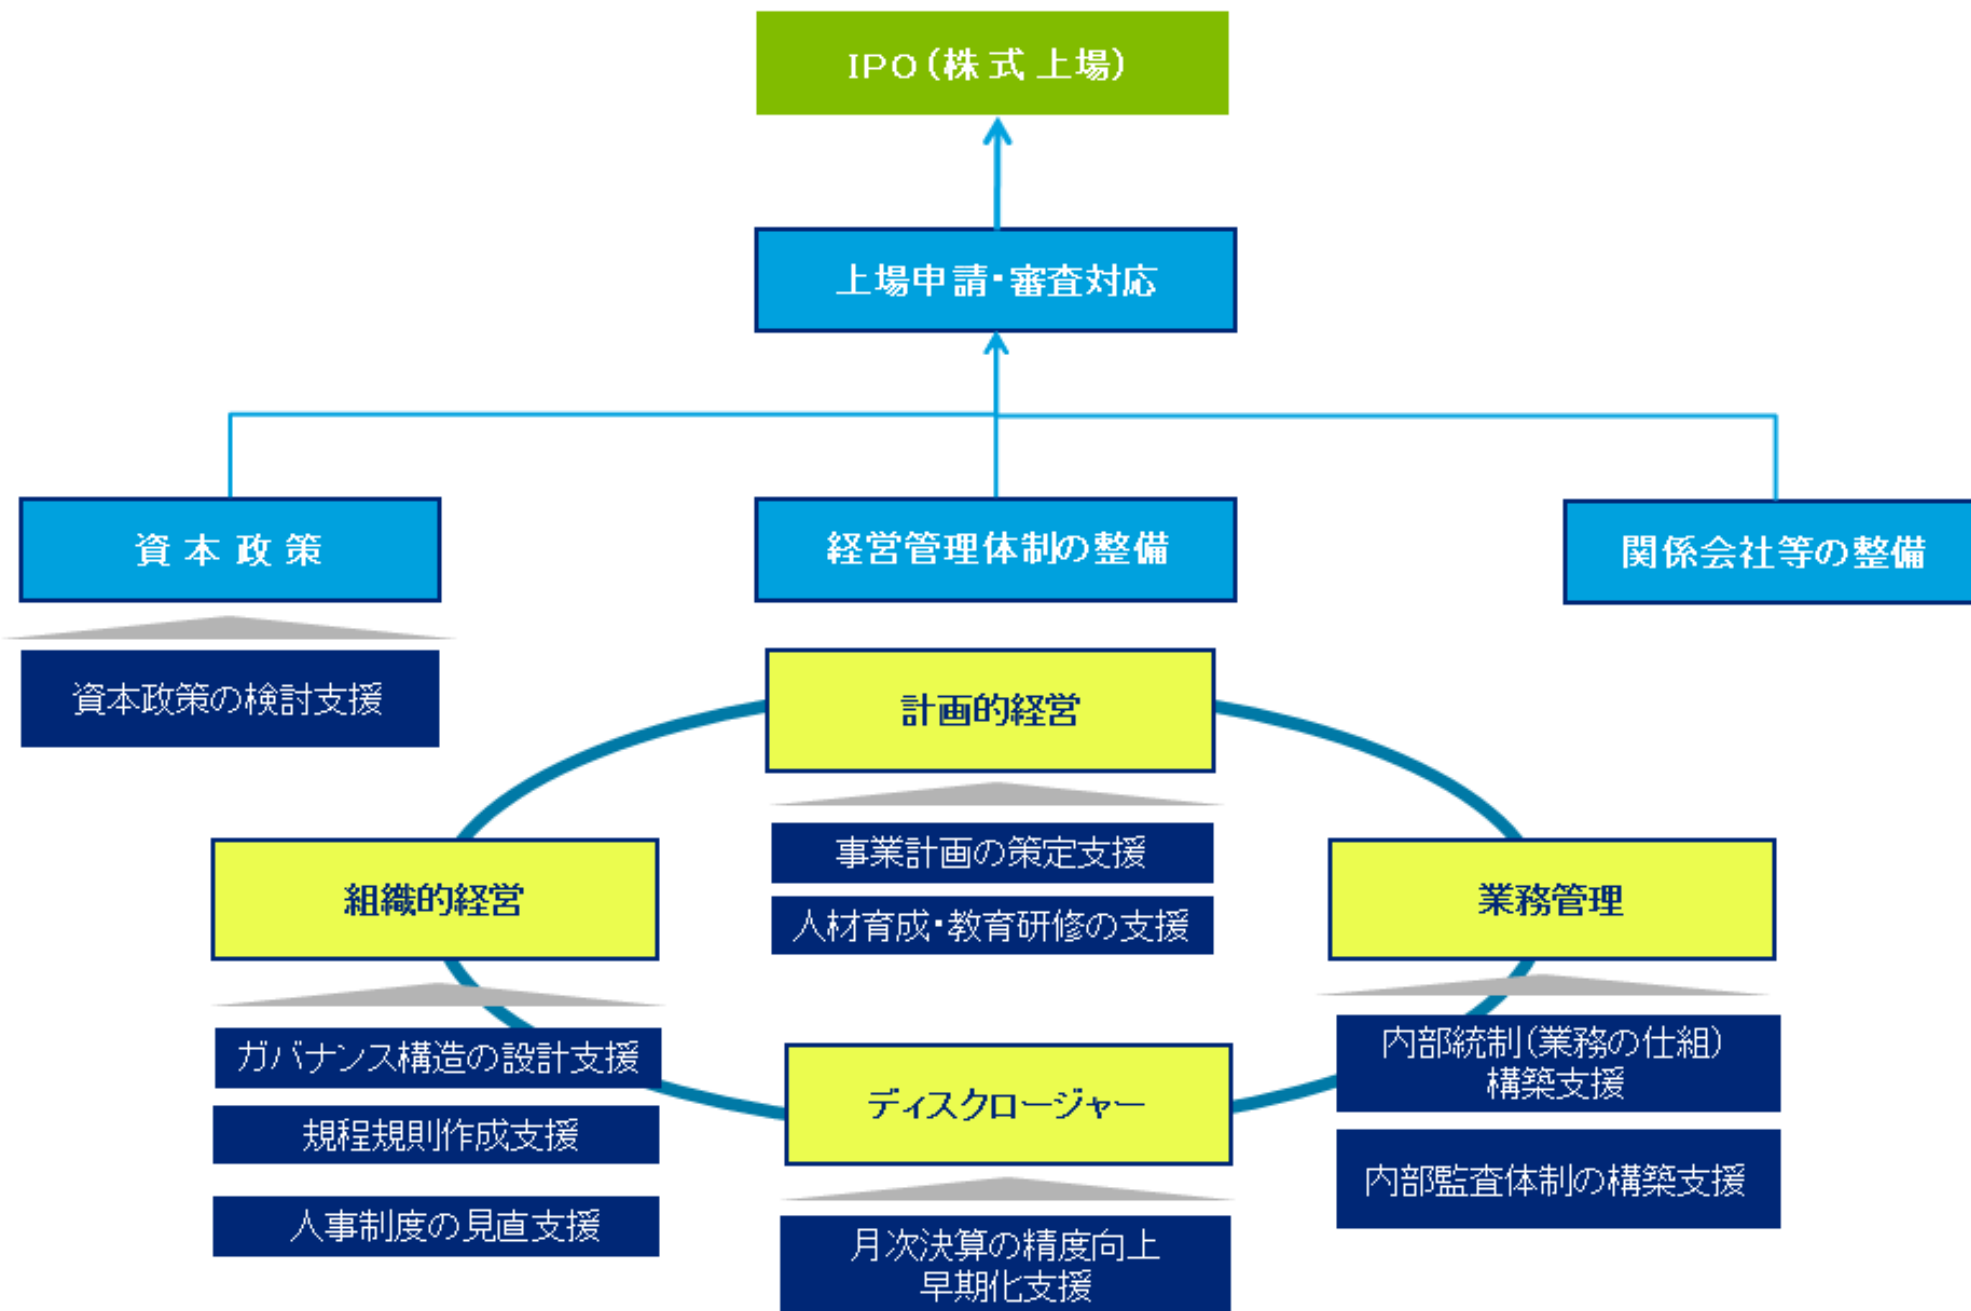 IPO(株式上場)
上場申請・審査対応
資本政策
経営管理体制の整備
関係会社等の整備
資本政策の検討支援
計画的経営
事業計画の策定支援
人材育成・教育研修の支援
組織的経営
業務管理
ガバナンス構造の設計支援
規程規則作成支援
人事制度の見直支援
ディスクロージャー
月次決算の精度向上
早期化支援
内部統制(業務の仕組)
構築支援
内部監査体制の構築支援